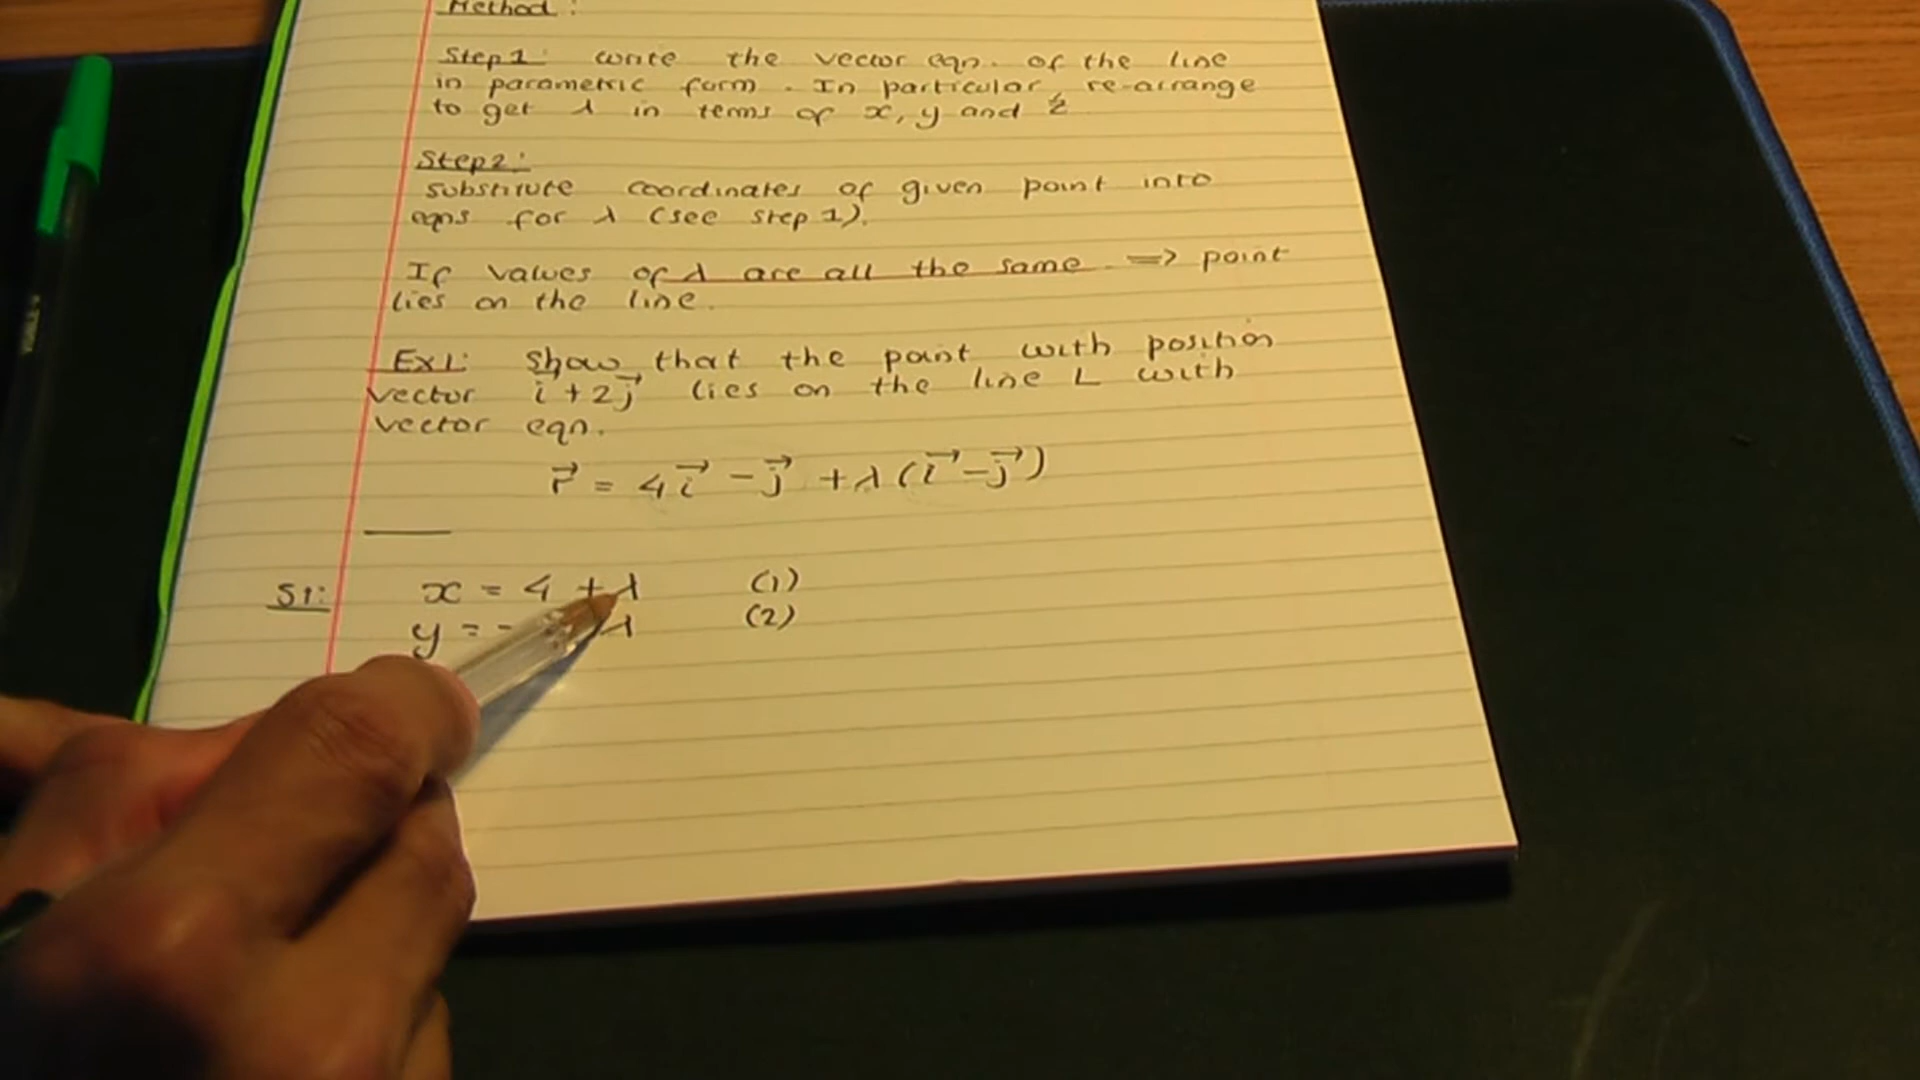 Method :
Step 1: write the vector eqn. of the line
in parametric form. In particular, re-arrange
to get λ in terms of x, y and z
Step 2:
substitute coordinates of given point into
eqns for λ (see step 1).
If values of λ are all the same => point
lies on the line.
Ex1: Show that the point with position
vector i + 2j⃗ lies on the line L with
vector eqn.
r⃗ = 4i⃗ - j⃗ + λ(i⃗ - j⃗)
S1: x = 4 + λ (1)
y = - λ (2)